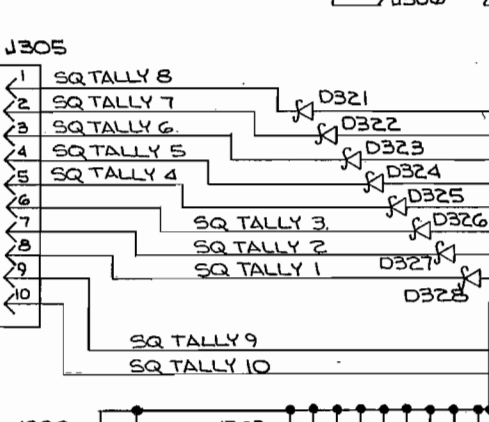 J305
1 SQ TALLY 8
2 SQ TALLY 7
3 SQ TALLY 6.
4 SQ TALLY 5
5 SQ TALLY 4
6
7
8
9
10
D321
D322
D323
D324
D325
SQ TALLY 3. D326
SQ TALLY 2 D327
SQ TALLY 1 D328
SQ TALLY 9
SQ TALLY 10